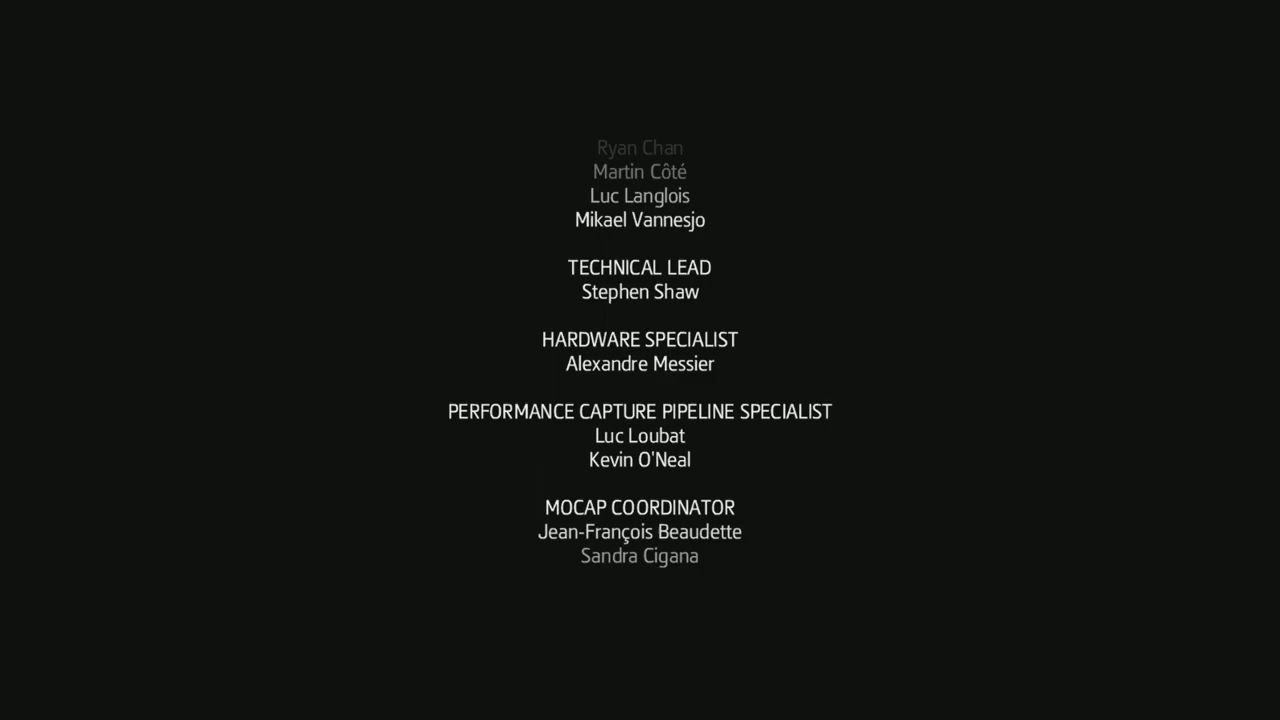 Ryan Chan
Martin Côté
Luc Langlois
Mikael Vannesjo
TECHNICAL LEAD
Stephen Shaw
HARDWARE SPECIALIST
Alexandre Messier
PERFORMANCE CAPTURE PIPELINE SPECIALIST
Luc Loubat
Kevin O'Neal
MOCAP COORDINATOR
Jean-François Beaudette
Sandra Cigana